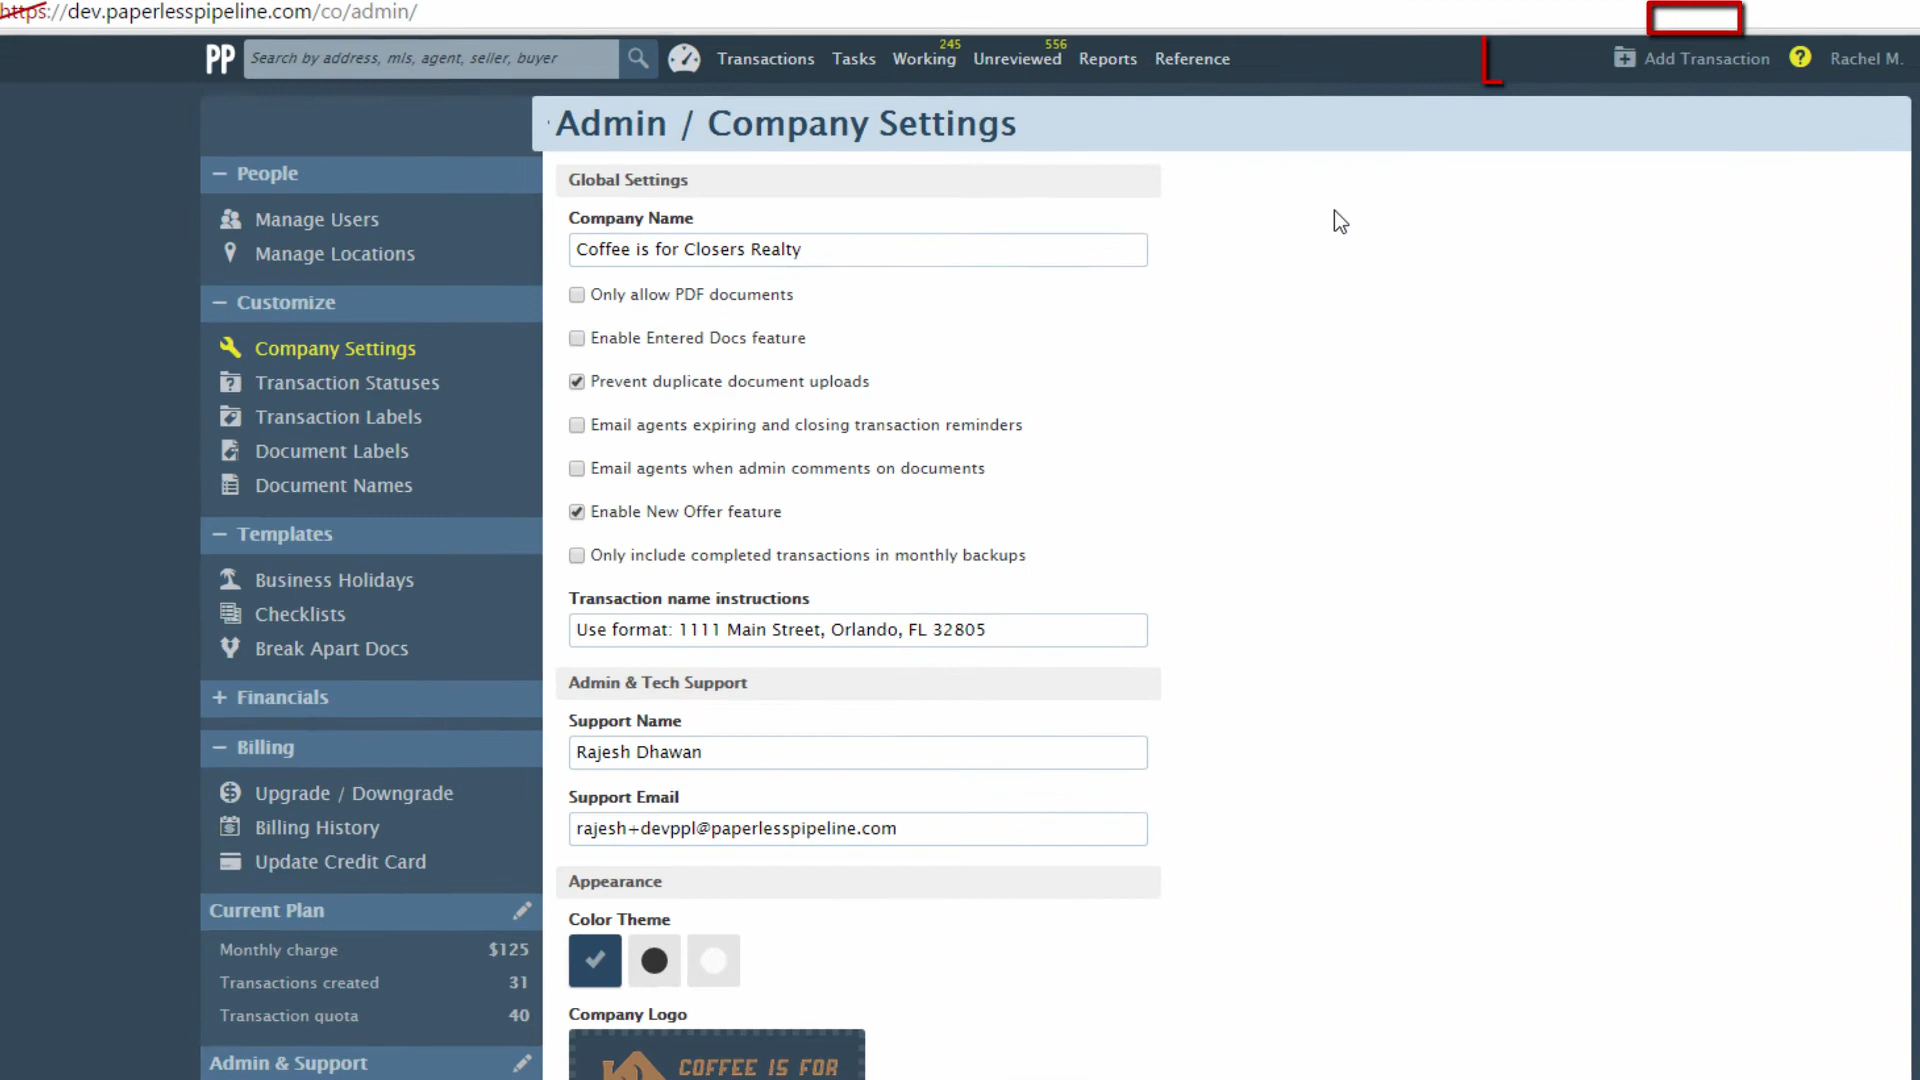 https://dev.paperlesspipeline.com/co/admin/
PP Search by address, mls, agent, seller, buyer Transactions Tasks Working 245 Unreviewed 556 Reports Reference Add Transaction ? Rachel M.
Admin / Company Settings
People
Manage Users
Manage Locations
Customize
Company Settings
Transaction Statuses
Transaction Labels
Document Labels
Document Names
Templates
Business Holidays
Checklists
Break Apart Docs
Financials
Billing
Upgrade / Downgrade
Billing History
Update Credit Card
Current Plan
Monthly charge $125
Transactions created 31
Transaction quota 40
Admin & Support
Global Settings
Company Name
Coffee is for Closers Realty
Only allow PDF documents
Enable Entered Docs feature
Prevent duplicate document uploads
Email agents expiring and closing transaction reminders
Email agents when admin comments on documents
Enable New Offer feature
Only include completed transactions in monthly backups
Transaction name instructions
Use format: 1111 Main Street, Orlando, FL 32805
Admin & Tech Support
Support Name
Rajesh Dhawan
Support Email
rajesh+devppl@paperlesspipeline.com
Appearance
Color Theme
Company Logo
COFFEE IS FOR